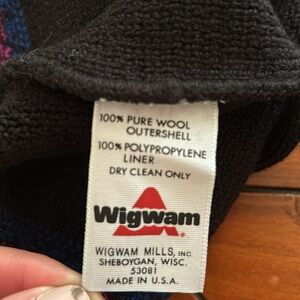 100% PURE WOOL
OUTERSHELL
100% POLYPROPYLENE
LINER
DRY CLEAN ONLY
Wigwam
WIGWAM MILLS, INC.
SHEBOYGAN, WISC.
53081
MADE IN U.S.A.